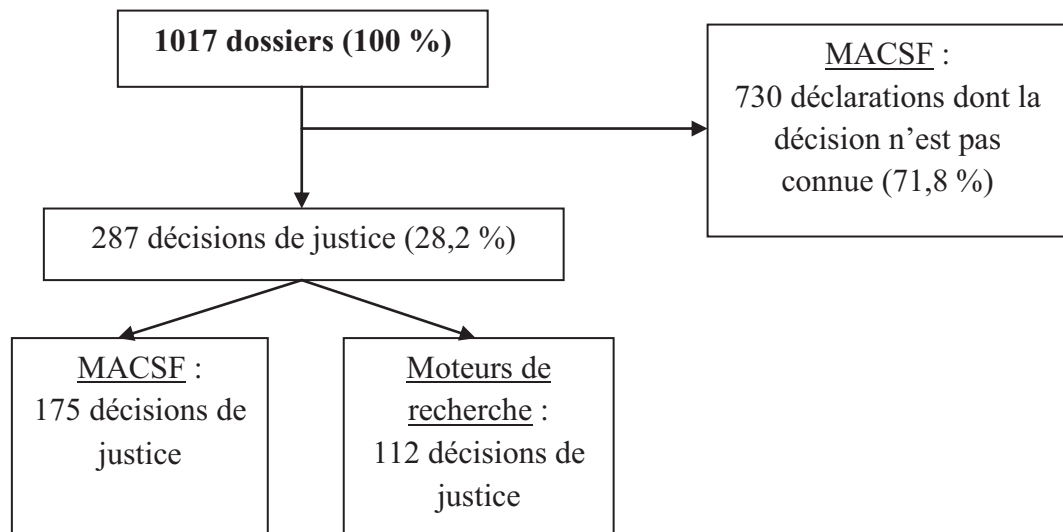 1017 dossiers (100 %)
MACSF :
730 déclarations dont la
décision n’est pas
connue (71,8 %)
287 décisions de justice (28,2 %)
MACSF :
175 décisions de
justice
Moteurs de
recherche :
112 décisions de
justice